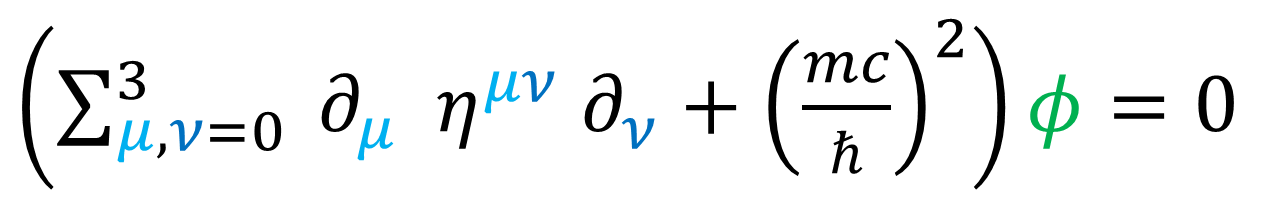 (∑³_{μ,ν=0} ∂_μ η^{μν} ∂_ν + (mc/ħ)²) ϕ = 0